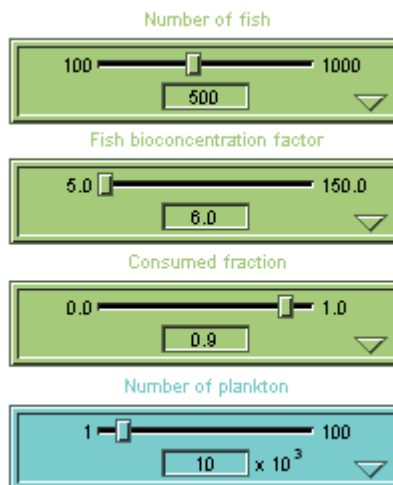 Number of fish
100 1000
500
Fish bioconcentration factor
5.0 150.0
6.0
Consumed fraction
0.0 1.0
0.9
Number of plankton
1 100
10 x 10³